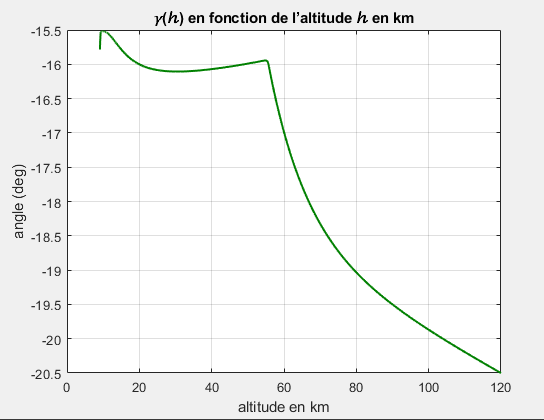 γ(h) en fonction de l'altitude h en km
-15.5
-16
-16.5
-17
-17.5
-18
-18.5
-19
-19.5
-20
-20.5
angle (deg)
0 20 40 60 80 100 120
altitude en km